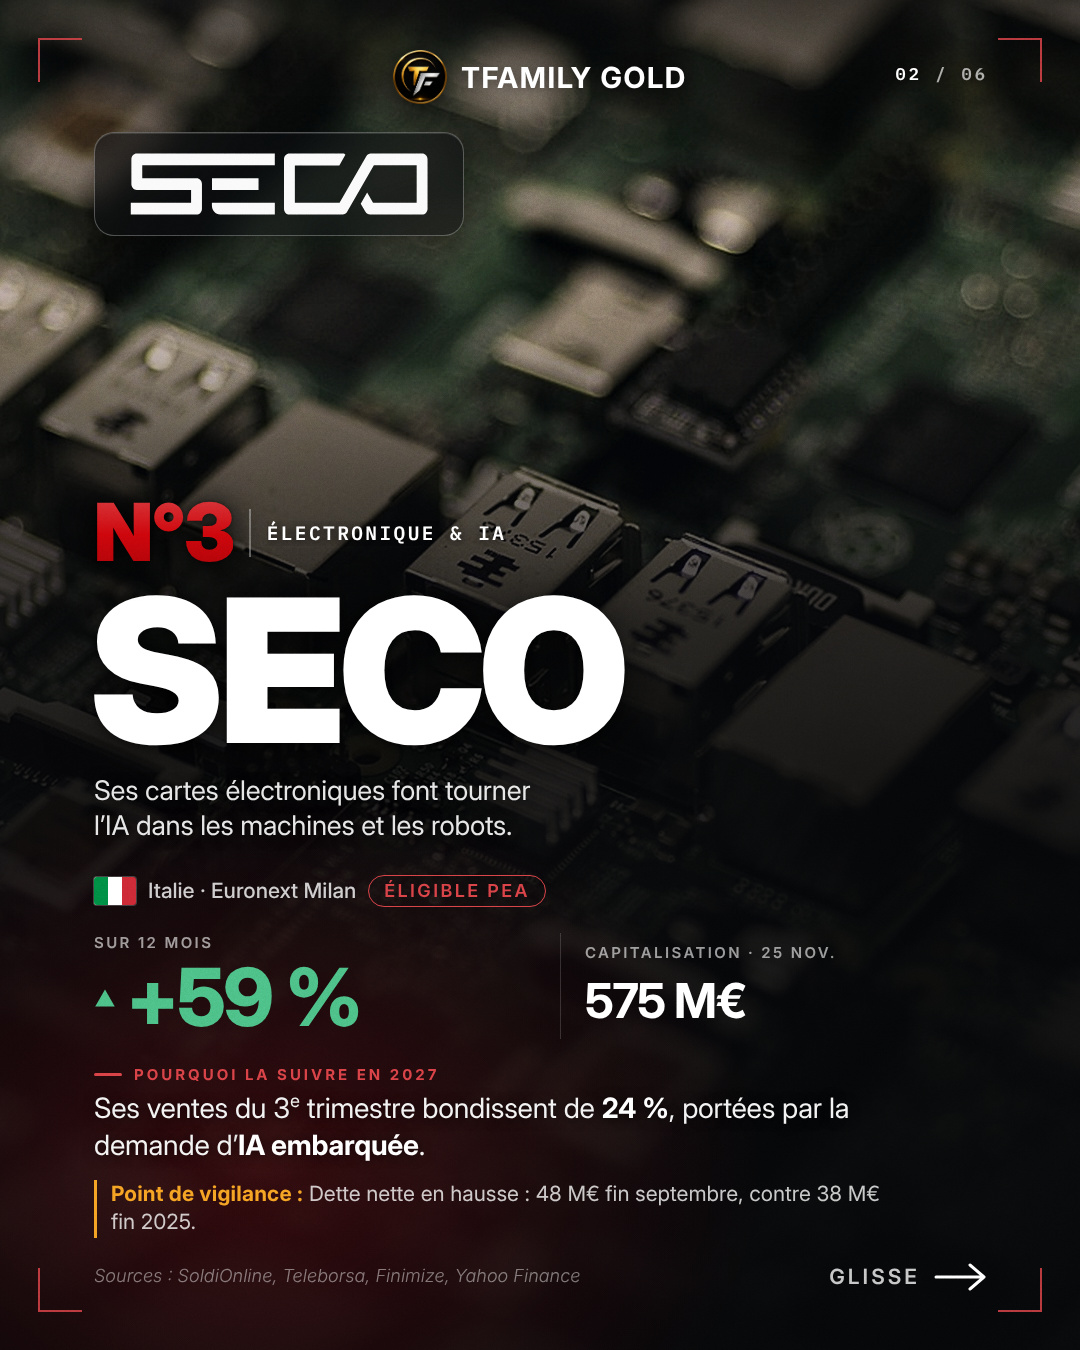 TFAMILY GOLD
02 / 06
SECO
N°3
ÉLECTRONIQUE & IA
SECO
Ses cartes électroniques font tourner
l'IA dans les machines et les robots.
Italie · Euronext Milan
ÉLIGIBLE PEA
SUR 12 MOIS
+59 %
CAPITALISATION · 25 NOV.
575 M€
POURQUOI LA SUIVRE EN 2027
Ses ventes du 3e trimestre bondissent de 24 %, portées par la
demande d'IA embarquée.
Point de vigilance : Dette nette en hausse : 48 M€ fin septembre, contre 38 M€
fin 2025.
Sources : SoldiOnline, Teleborsa, Finimize, Yahoo Finance
GLISSE